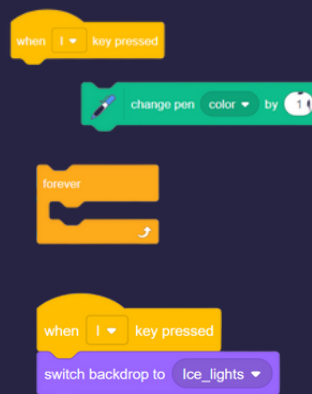 when l key pressed
change pen color by 1
forever
when l key pressed
switch backdrop to Ice_lights